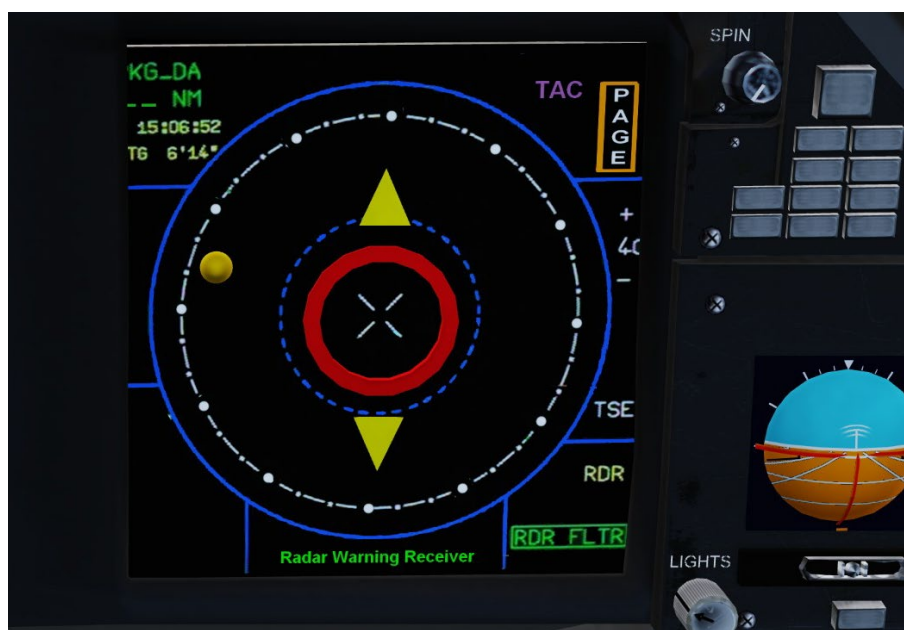 SPIN
KG_DA
TAC
PAGE
__ NM
15:06:52
TG 6'14"
+
40
-
TSE
RDR
RDR FLTR
Radar Warning Receiver
LIGHTS